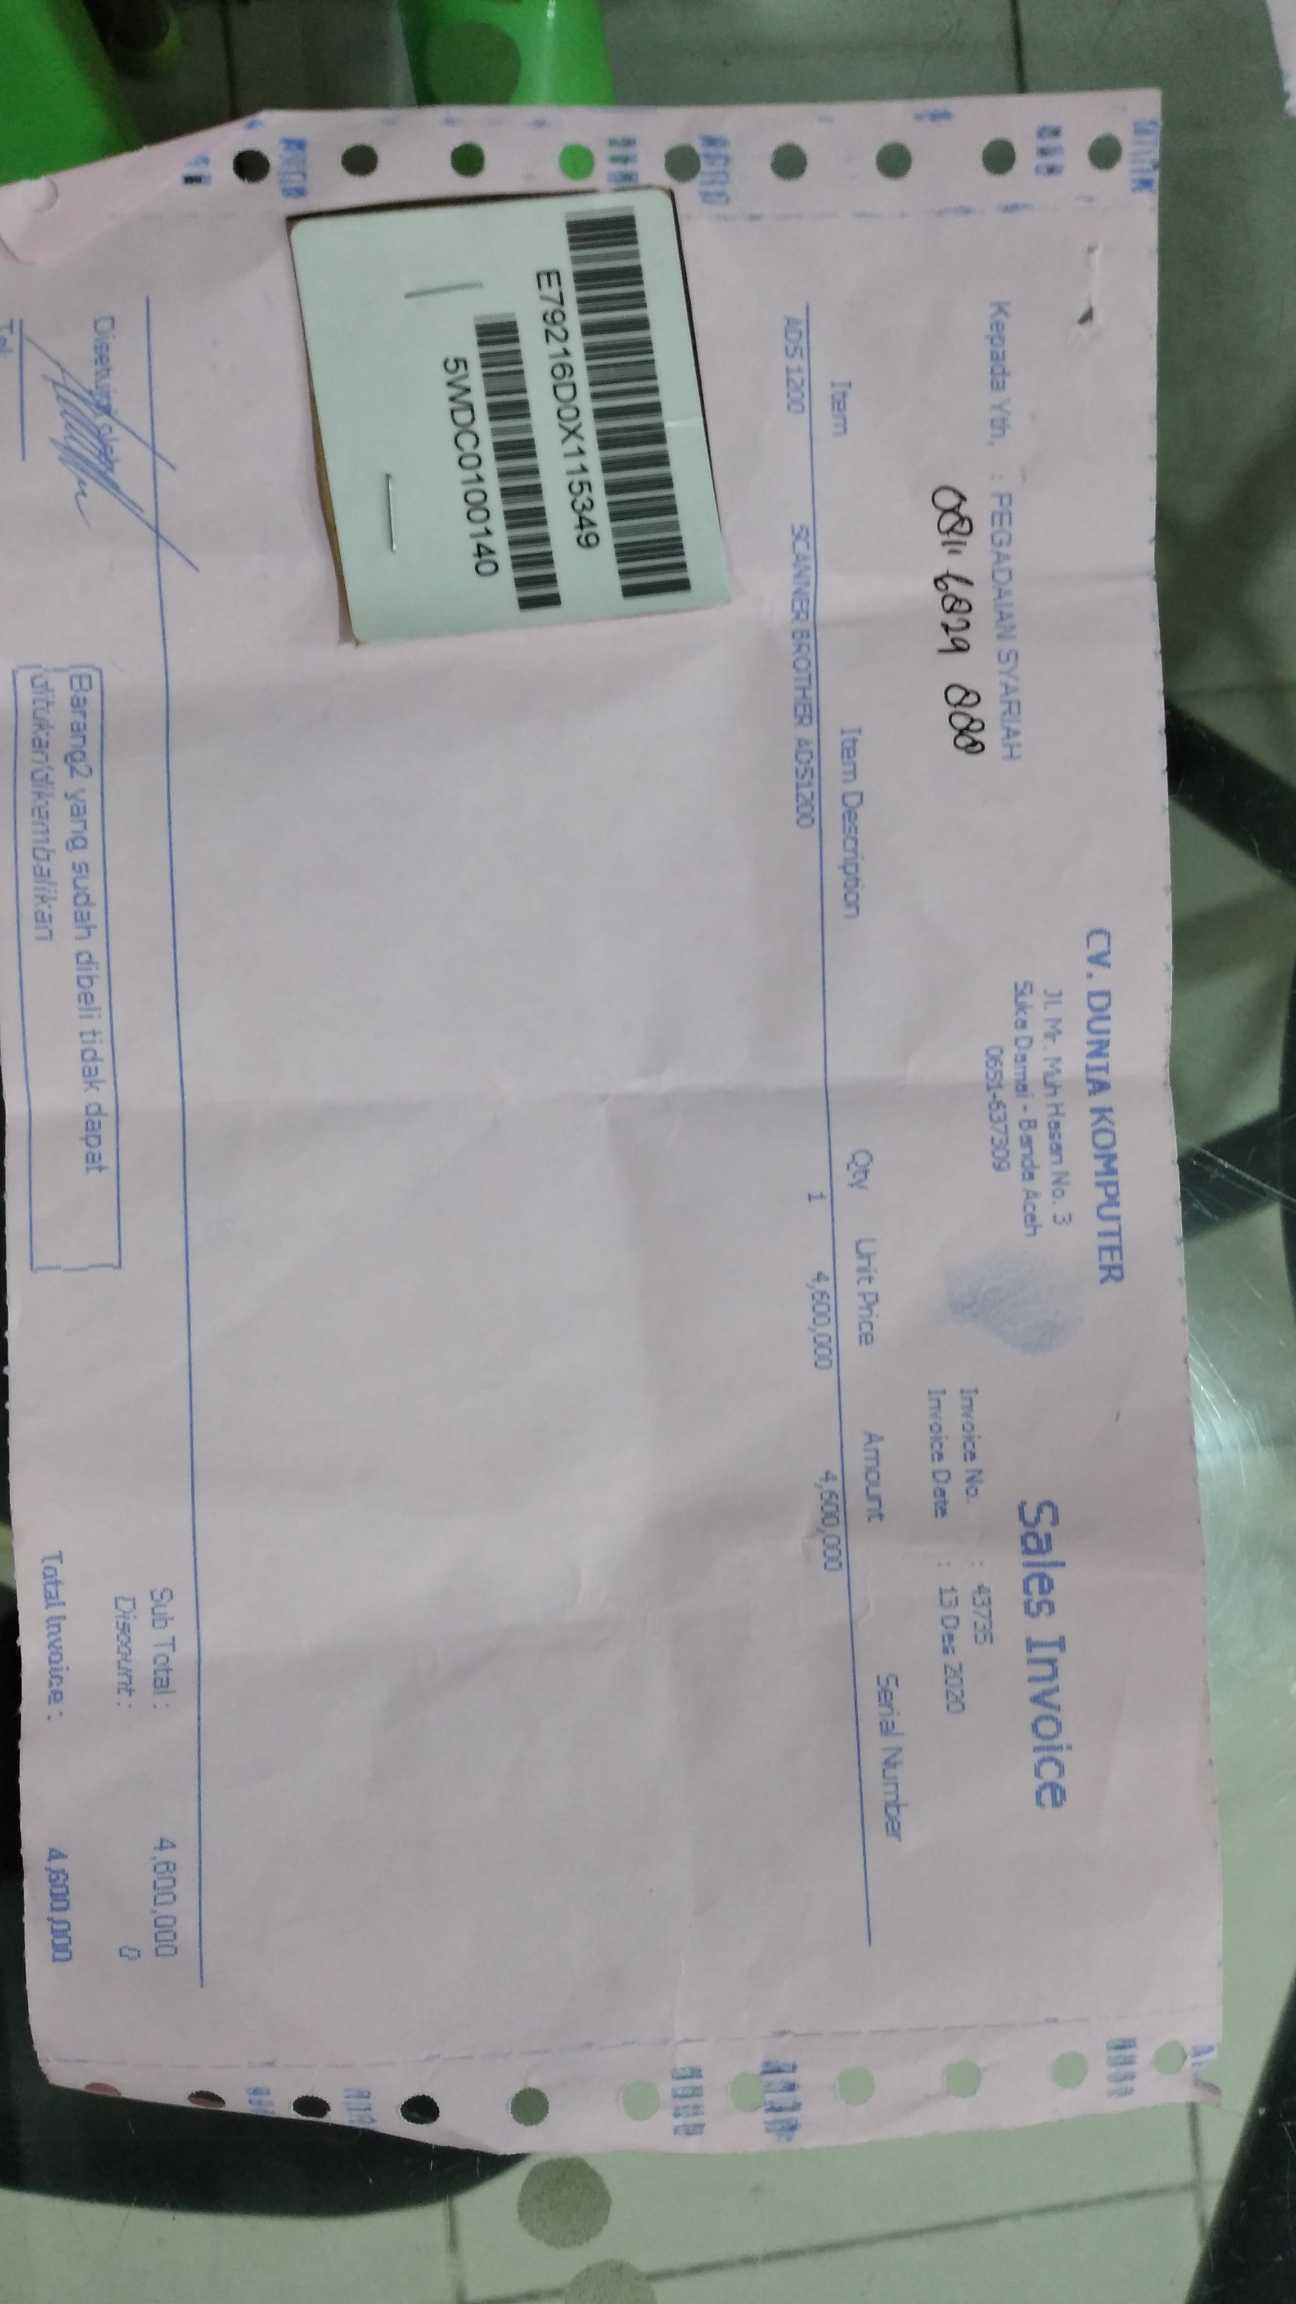 CV. DUNIA KOMPUTER
Jl. Mr. Muh Hasan No. 3
Suka Damai - Banda Aceh
0651-637309
Sales Invoice
Kepada Yth, : PEGADAIAN SYARIAH
0811 6829 888
Invoice No. : 43735
Invoice Date : 13 Des 2020
Item Item Description Qty Unit Price Amount Serial Number
ADS 1200 SCANNER BROTHER ADS1200 1 4,600,000 4,600,000
E79216D0X115349
5WDC0100140
Disetujui oleh
Barang2 yang sudah dibeli tidak dapat
ditukar/dikembalikan
Sub Total : 4,600,000
Discount : 0
Total Invoice : 4,600,000